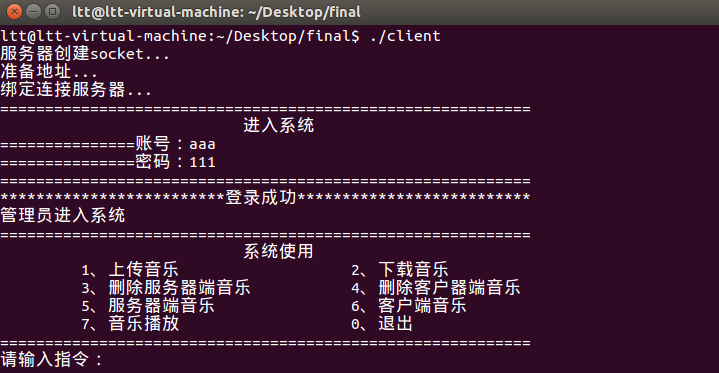 ltt@ltt-virtual-machine: ~/Desktop/final
ltt@ltt-virtual-machine:~/Desktop/final$ ./client
服务器创建socket...
准备地址...
绑定连接服务器...
===========================================================
进入系统
===============账号：aaa
===============密码：111
===========================================================
*************************登录成功**************************
管理员进入系统
===========================================================
系统使用
1、上传音乐 2、下载音乐
3、删除服务器端音乐 4、删除客户器端音乐
5、服务器端音乐 6、客户端音乐
7、音乐播放 0、退出
===========================================================
请输入指令：